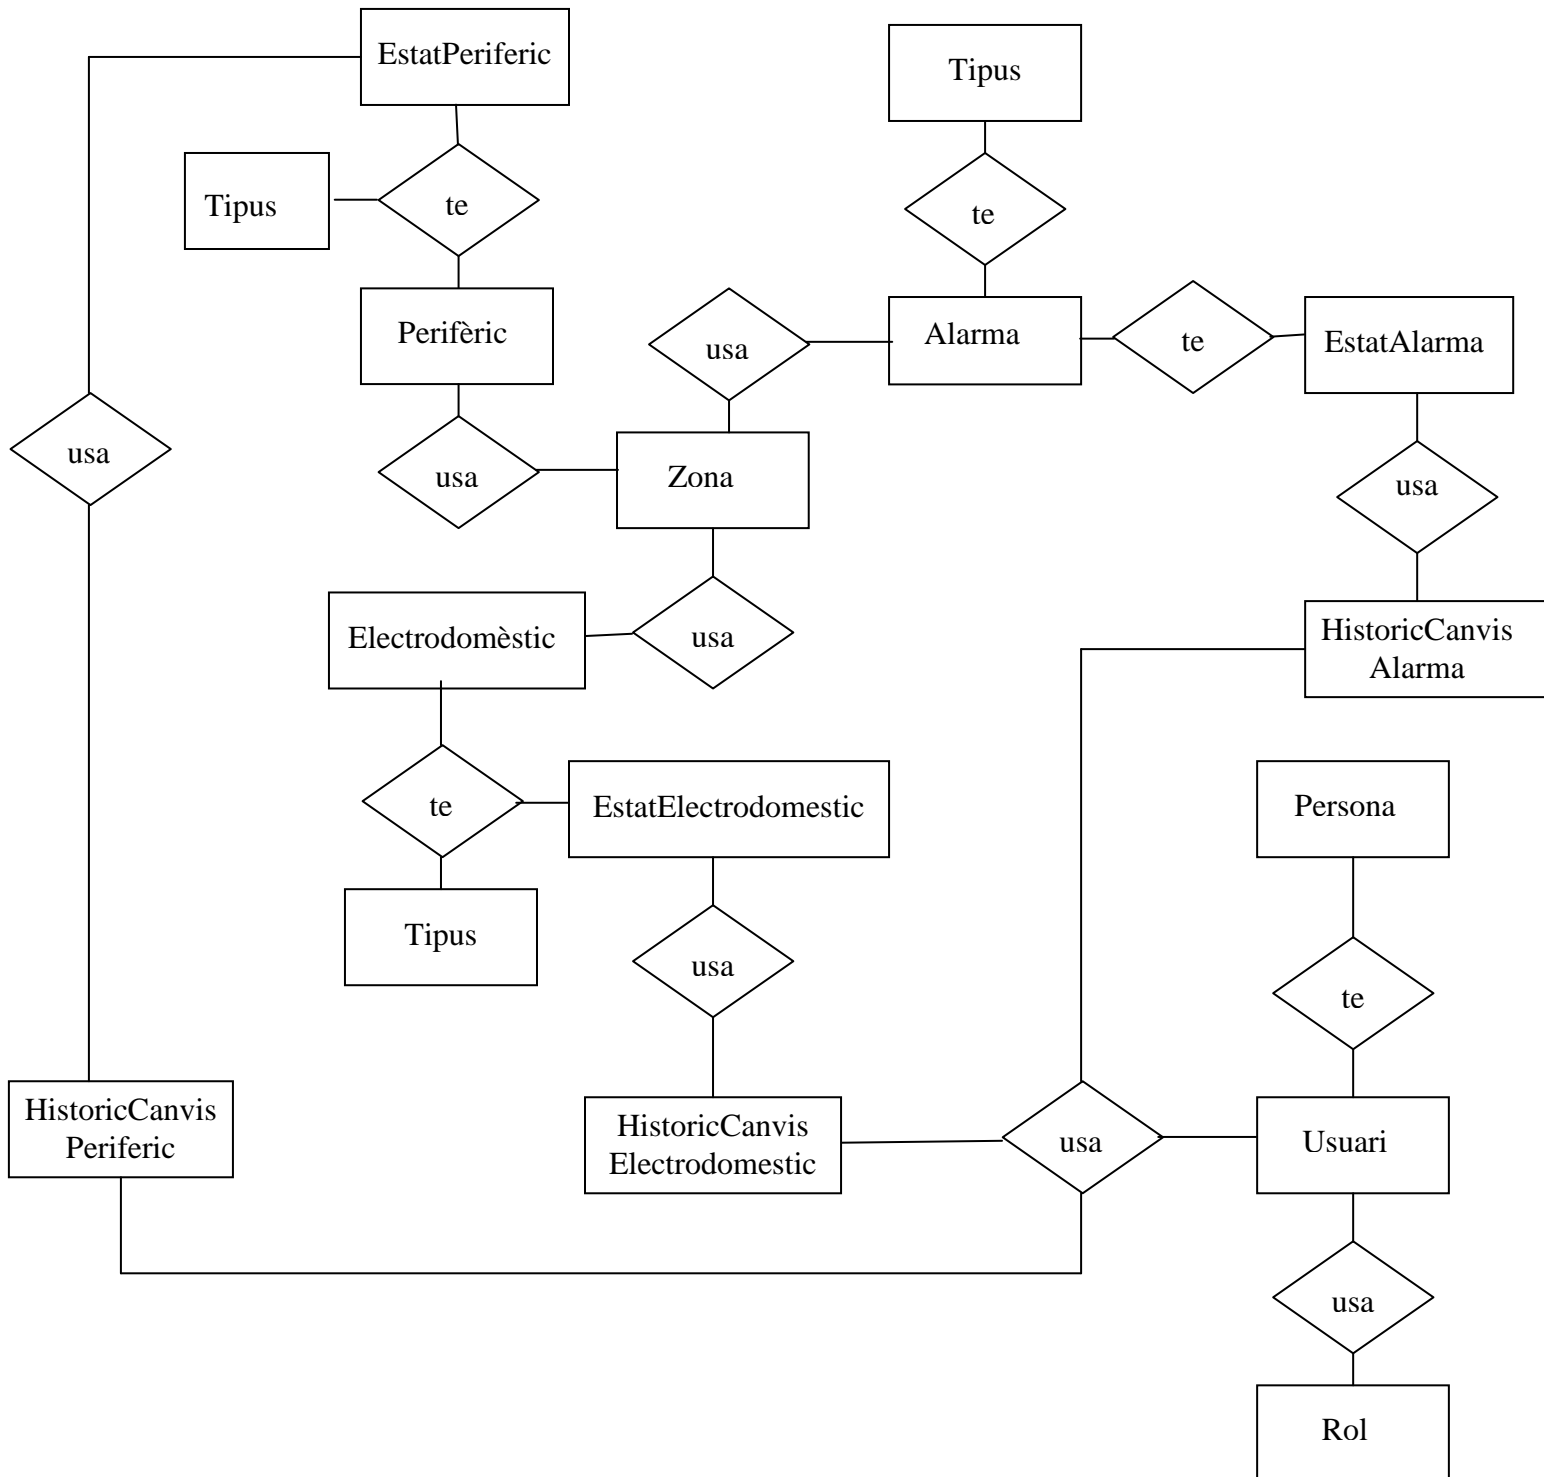 EstatPeriferic
Tipus
Tipus
te
te
Perifèric
usa
Alarma
te
EstatAlarma
usa
usa
Zona
usa
Electrodomèstic
usa
HistoricCanvis
Alarma
te
EstatElectrodomestic
Persona
Tipus
usa
te
HistoricCanvis
Periferic
HistoricCanvis
Electrodomestic
usa
Usuari
usa
Rol